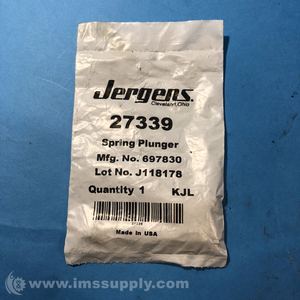 Jergens.
Cleveland, Ohio
27339
Spring Plunger
Mfg. No. 697830
Lot No. J118178
Quantity 1 KJL
Made in USA
© www.imssupply.com